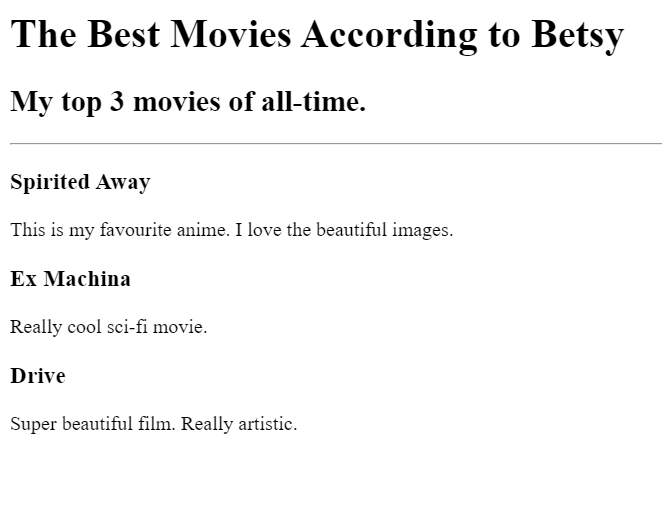 The Best Movies According to Betsy
My top 3 movies of all-time.
Spirited Away
This is my favourite anime. I love the beautiful images.
Ex Machina
Really cool sci-fi movie.
Drive
Super beautiful film. Really artistic.